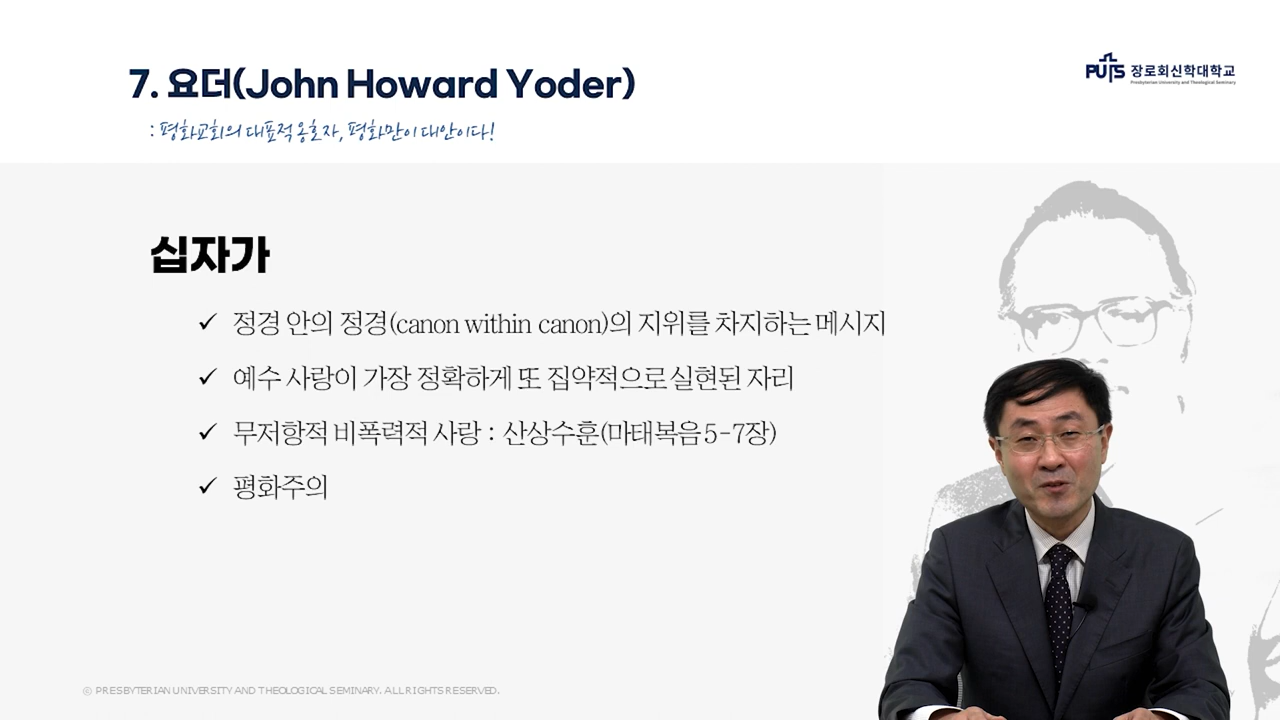 7. 요더(John Howard Yoder)
: 평화교회의 대표적 옹호자, 평화만이 대안이다!
PUTS 장로회신학대학교
Presbyterian University and Theological Seminary
십자가
✓ 정경 안의 정경(canon within canon)의 지위를 차지하는 메시지
✓ 예수 사랑이 가장 정확하게 또 집약적으로 실현된 자리
✓ 무저항적 비폭력적 사랑 : 산상수훈(마태복음 5-7장)
✓ 평화주의
ⓒ PRESBYTERIAN UNIVERSITY AND THEOLOGICAL SEMINARY. ALL RIGHTS RESERVED.